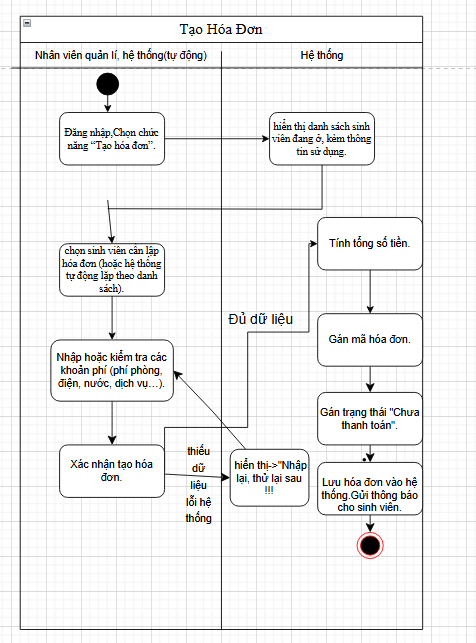 Tạo Hóa Đơn
Nhân viên quản lí, hệ thống(tự động)
Hệ thống
Đăng nhập,Chọn chức
năng “Tạo hóa đơn”.
hiển thị danh sách sinh
viên đang ở, kèm thông
tin sử dụng.
chọn sinh viên cần lập
hóa đơn (hoặc hệ thống
tự động lặp theo danh
sách).
Tính tổng số tiền.
Đủ dữ liệu
Gán mã hóa đơn.
Nhập hoặc kiểm tra các
khoản phí (phí phòng,
điện, nước, dịch vụ…).
Gán trạng thái "Chưa
thanh toán".
Xác nhận tạo hóa
đơn.
thiếu
dữ
liệu
lỗi hệ
thống
hiển thị->"Nhập
lại, thử lại sau
!!!
Lưu hóa đơn vào hệ
thống.Gửi thông báo
cho sinh viên.